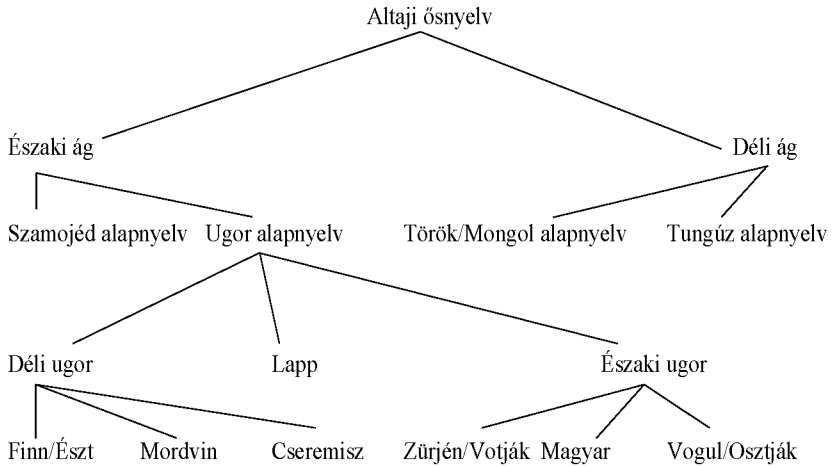 Altaji ősnyelv
Északi ág
Déli ág
Szamojéd alapnyelv
Ugor alapnyelv
Török/Mongol alapnyelv
Tungúz alapnyelv
Déli ugor
Lapp
Északi ugor
Finn/Észt
Mordvin
Cseremisz
Zürjén/Votják
Magyar
Vogul/Osztják